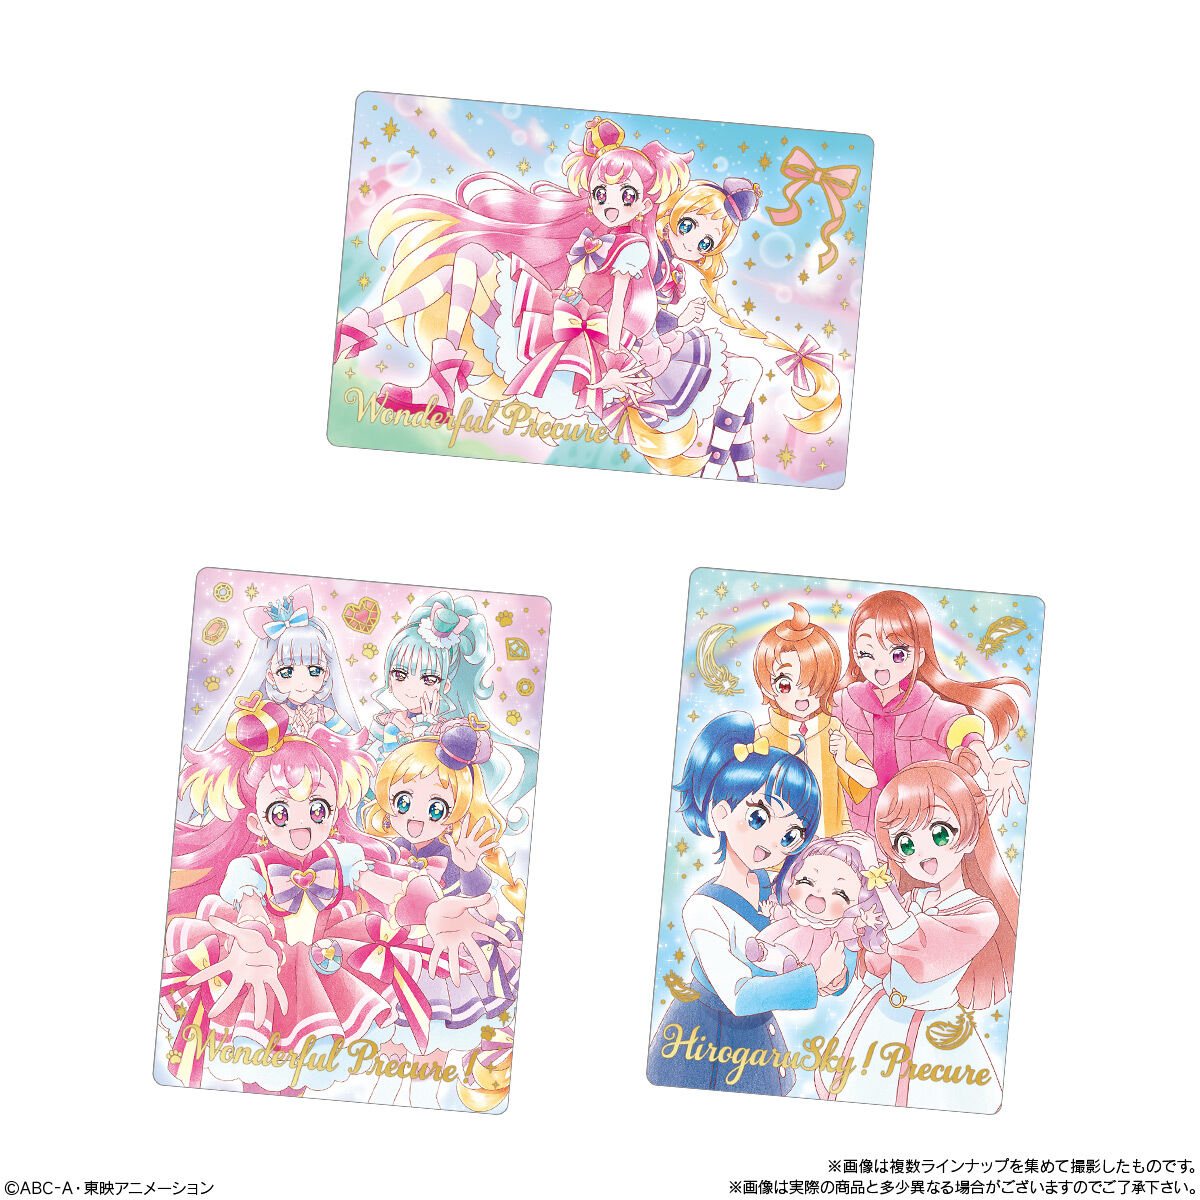 Wonderful Precure!
Wonderful Precure!
HirogaruSky! Precure
※画像は複数ラインナップを集めて撮影したものです。
©ABC-A・東映アニメーション
※画像は実際の商品と多少異なる場合がございますのでご了承下さい。